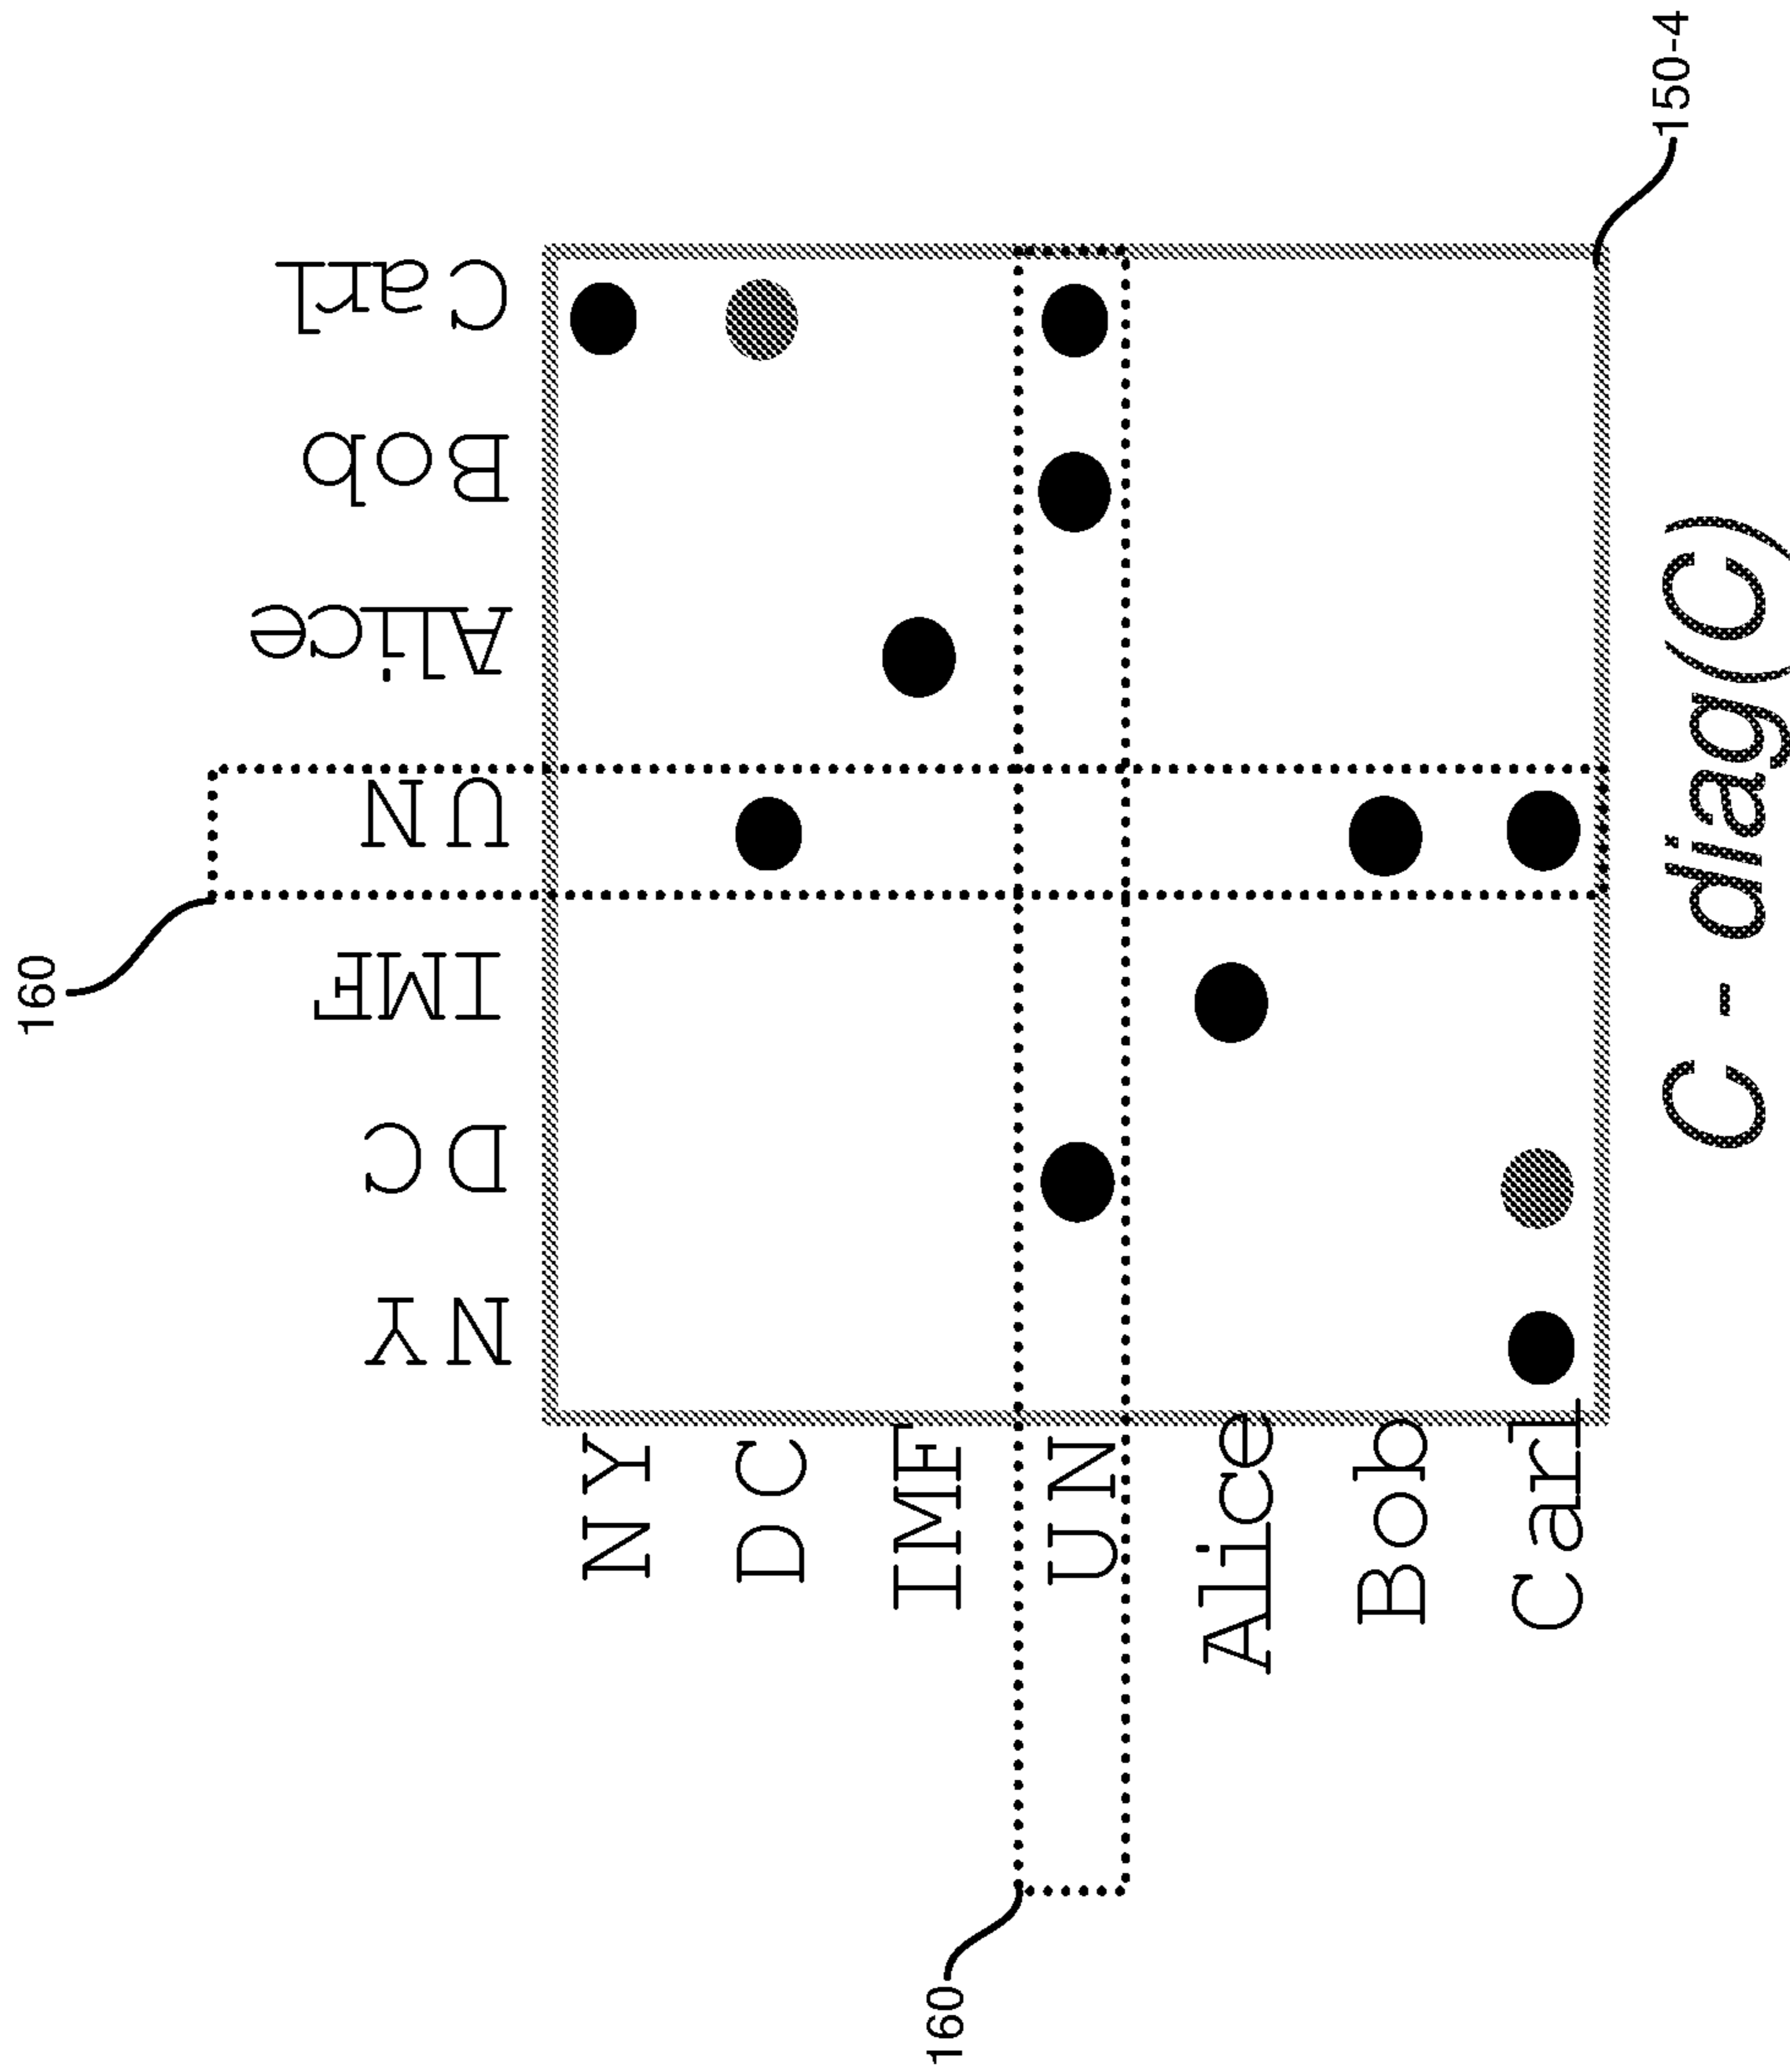 160
NY
DC
IMF
UN
Alice
Bob
Carl
NY
DC
IMF
160
UN
Alice
Bob
Carl
150-4
C - diag(C)